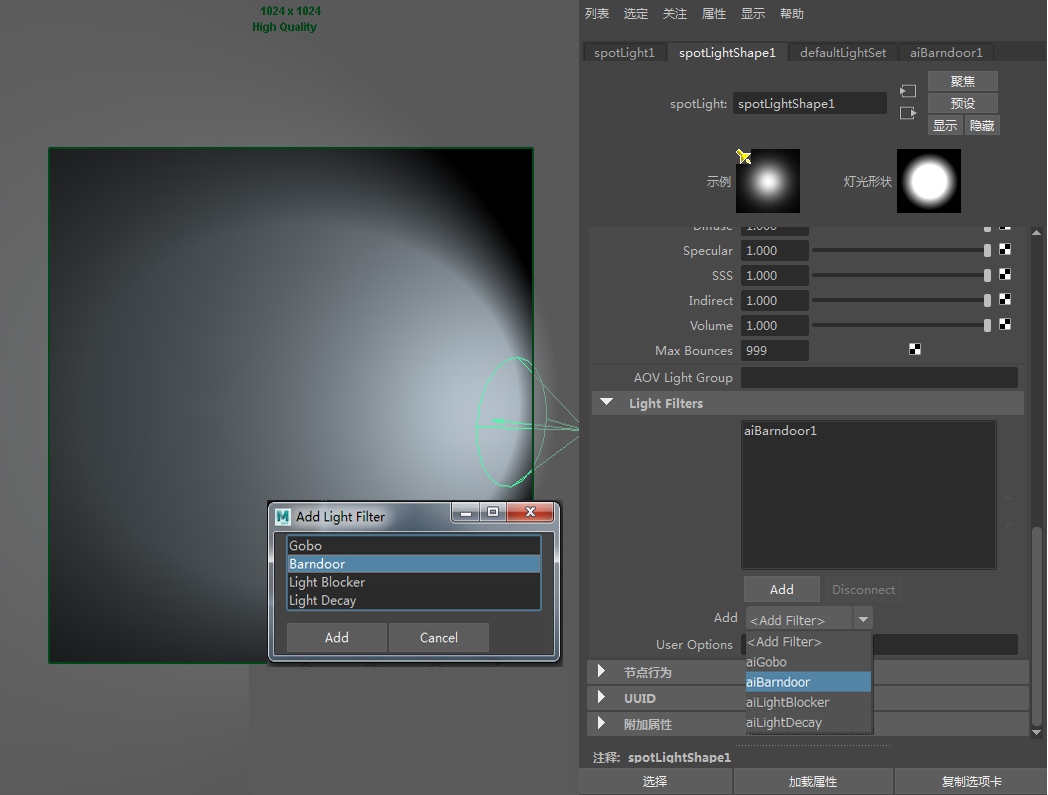 1024 x 1024
High Quality
列表 选定 关注 属性 显示 帮助
spotLight1 spotLightShape1 defaultLightSet aiBarndoor1
spotLight: spotLightShape1
聚焦
预设
显示 隐藏
示例
灯光形状
Diffuse 1.000
Specular 1.000
SSS 1.000
Indirect 1.000
Volume 1.000
Max Bounces 999
AOV Light Group
Light Filters
aiBarndoor1
Add Disconnect
Add <Add Filter>
<Add Filter>
aiGobo
aiBarndoor
aiLightBlocker
aiLightDecay
User Options
节点行为
UUID
附加属性
注释: spotLightShape1
选择 加载属性 复制选项卡
M Add Light Filter
Gobo
Barndoor
Light Blocker
Light Decay
Add Cancel